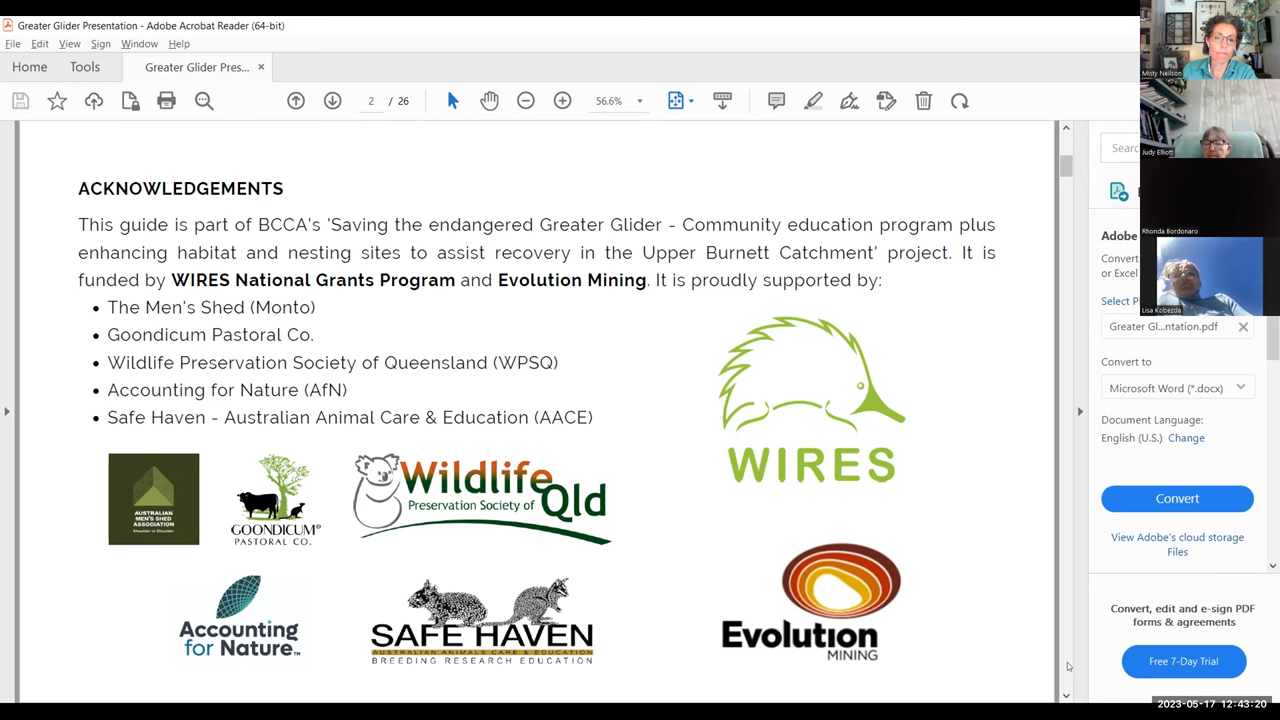 Greater Glider Presentation - Adobe Acrobat Reader (64-bit)
File Edit View Sign Window Help
Home Tools Greater Glider Pres... ×
2 / 26 56.6%
Misty Neilson
Judy Elliott
Rhonda Bordonaro
Lisa Kobezda
ACKNOWLEDGEMENTS
This guide is part of BCCA's 'Saving the endangered Greater Glider - Community education program plus
enhancing habitat and nesting sites to assist recovery in the Upper Burnett Catchment' project. It is
funded by WIRES National Grants Program and Evolution Mining. It is proudly supported by:
• The Men's Shed (Monto)
• Goondicum Pastoral Co.
• Wildlife Preservation Society of Queensland (WPSQ)
• Accounting for Nature (AfN)
• Safe Haven - Australian Animal Care & Education (AACE)
WIRES
AUSTRALIAN
MEN'S SHED
ASSOCIATION
Shoulder to Shoulder
GOONDICUM®
PASTORAL CO.
Wildlife
Preservation Society of Qld
Accounting
for Nature™
SAFE HAVEN
AUSTRALIAN ANIMALS CARE & EDUCATION
BREEDING RESEARCH EDUCATION
Evolution
MINING
Searc
Adobe
Convert
or Excel
Select P
Greater Gl...ntation.pdf
Convert to
Microsoft Word (*.docx)
Document Language:
English (U.S.) Change
Convert
View Adobe's cloud storage
Files
Convert, edit and e-sign PDF
forms & agreements
Free 7-Day Trial
2023-05-17 12:43:20